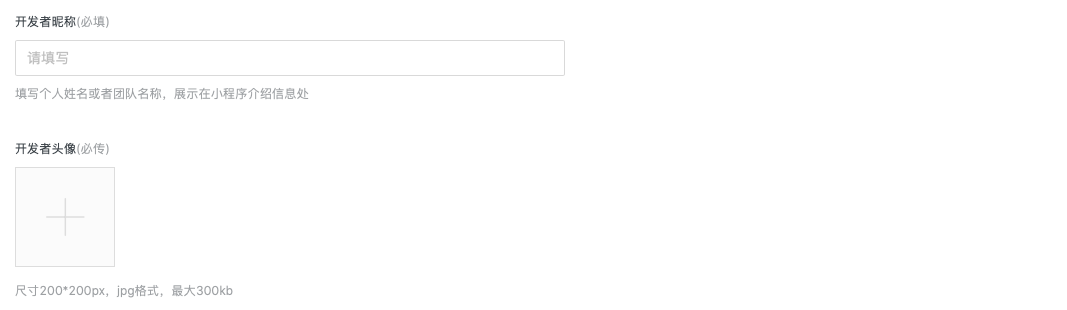 开发者昵称(必填)
请填写
填写个人姓名或者团队名称，展示在小程序介绍信息处
开发者头像(必传)
尺寸200*200px，jpg格式，最大300kb